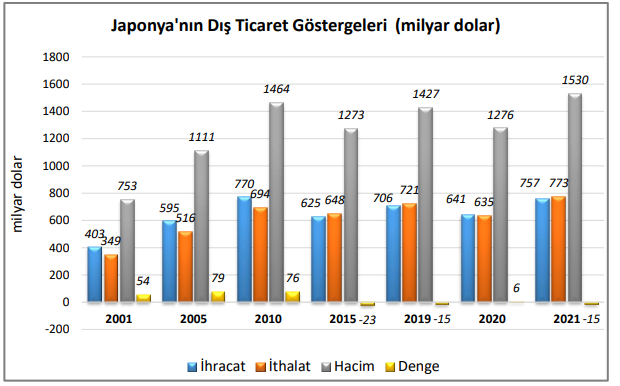 Japonya'nın Dış Ticaret Göstergeleri (milyar dolar)
milyar dolar
1800
1600
1400
1200
1000
800
600
400
200
0
-200
403 349 753 54
595 516 1111 79
770 694 1464 76
625 648 1273 -23
706 721 1427 -15
641 635 1276 6
757 773 1530 -15
2001 2005 2010 2015 2019 2020 2021
İhracat İthalat Hacim Denge